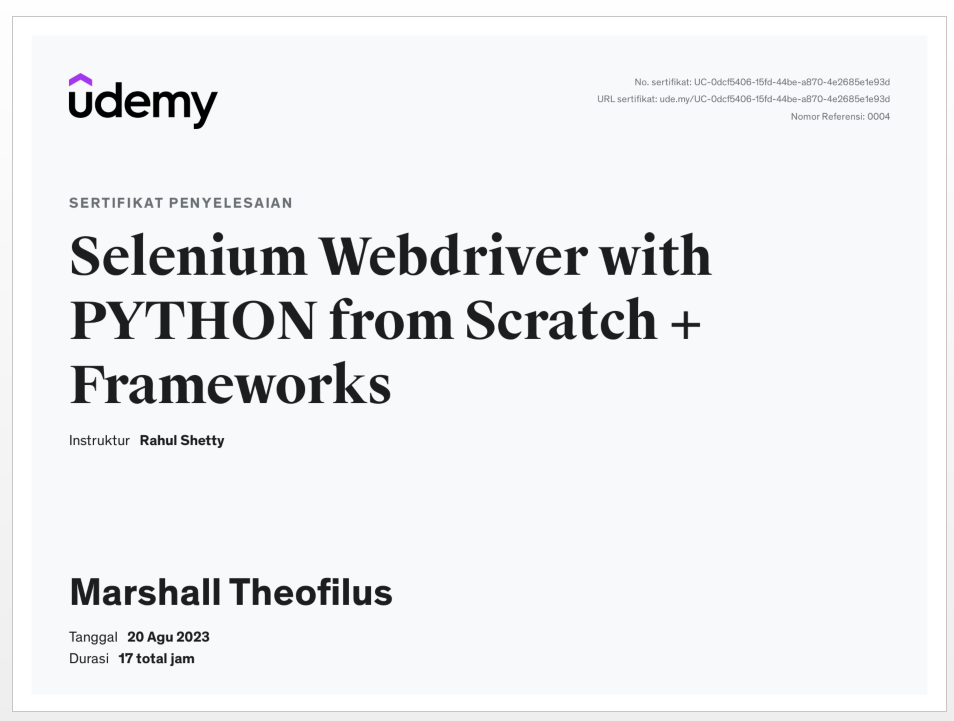 udemy
No. sertifikat: UC-0dcf5406-15fd-44be-a870-4e2685e1e93d
URL sertifikat: ude.my/UC-0dcf5406-15fd-44be-a870-4e2685e1e93d
Nomor Referensi: 0004
SERTIFIKAT PENYELESAIAN
Selenium Webdriver with
PYTHON from Scratch +
Frameworks
Instruktur Rahul Shetty
Marshall Theofilus
Tanggal 20 Agu 2023
Durasi 17 total jam